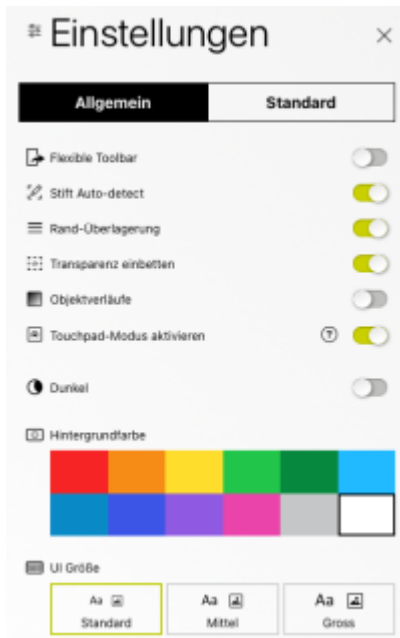 Einstellungen
Allgemein Standard
Flexible Toolbar
Stift Auto-detect
Rand-Überlagerung
Transparenz einbetten
Objektverläufe
Touchpad-Modus aktivieren ?
Dunkel
Hintergrundfarbe
UI Größe
Aa Aa Aa
Standard Mittel Gross